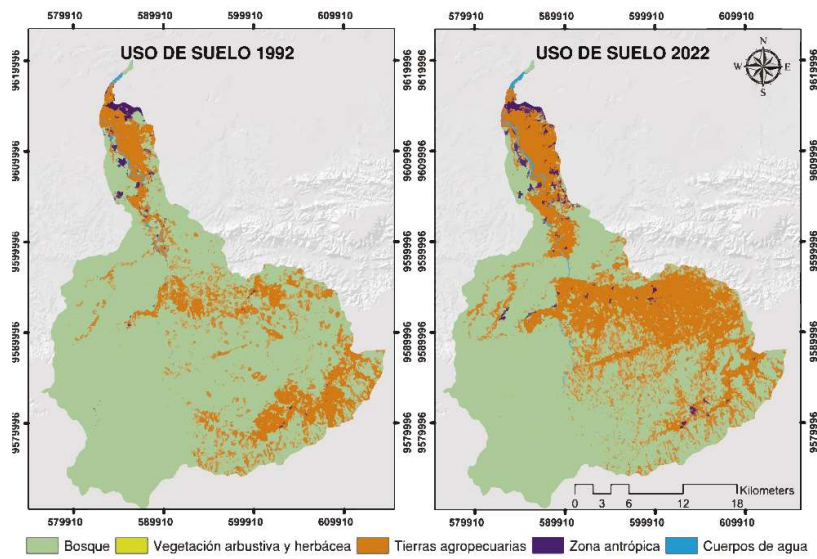 579910 589910 599910 609910 579910 589910 599910 609910
USO DE SUELO 1992 USO DE SUELO 2022
N
W E
S
9619996 9619996 9619996
9609996 9609996 9609996
9599996 9599996 9599996
9589996 9589996 9589996
9579996 9579996 9579996
Kilometers
0 3 6 12 18
579910 589910 599910 609910 579910 589910 599910 609910
Bosque Vegetación arbustiva y herbácea Tierras agropecuarias Zona antrópica Cuerpos de agua